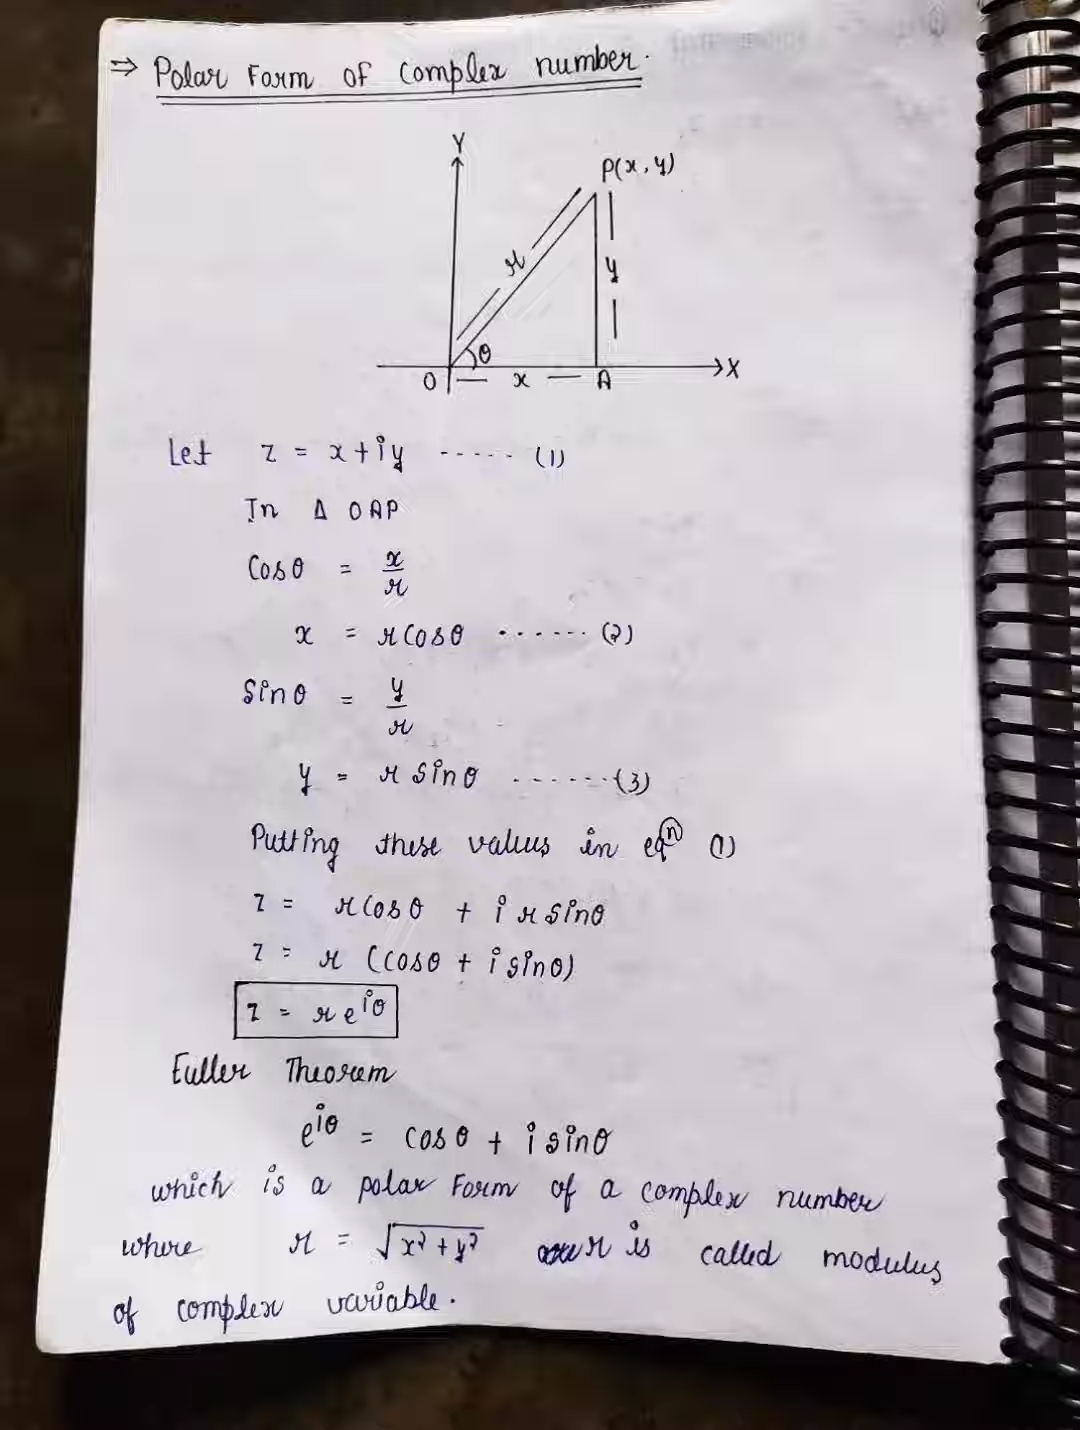 ⇒ Polar Form of Complex number.
Y
P(x, y)
r
y
θ
O x A X
Let z = x + iy ----- (1)
In Δ OAP
Cosθ = x/r
x = r Cosθ ...... (2)
Sinθ = y/r
y = r Sinθ ------(3)
Putting these values in eqⁿ (1)
z = r Cosθ + i r Sinθ
z = r (Cosθ + i Sinθ)
z = r e^iθ
Euller Theorem
e^iθ = Cosθ + i Sinθ
which is a polar Form of a Complex number
where r = √x² + y² r is called modulus
of complex variable.